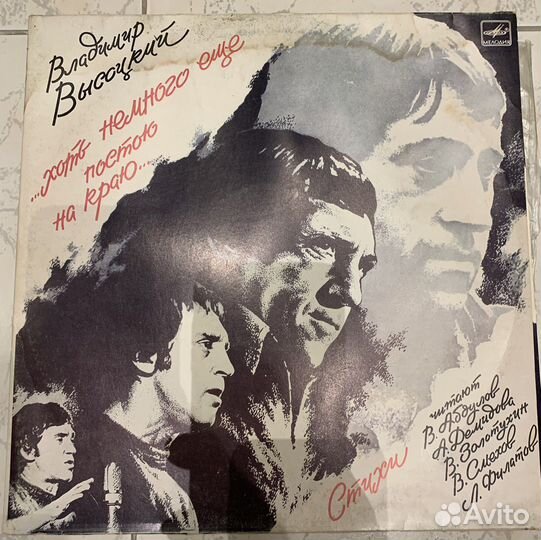 Владимир
Высоцкий
...хоть немного еще
постою
на краю...
МЕЛОДИЯ
Стихи
читают
В. Абдулов
А. Демидова
В. Золотухин
В. Смехов
Л. Филатов
Avito